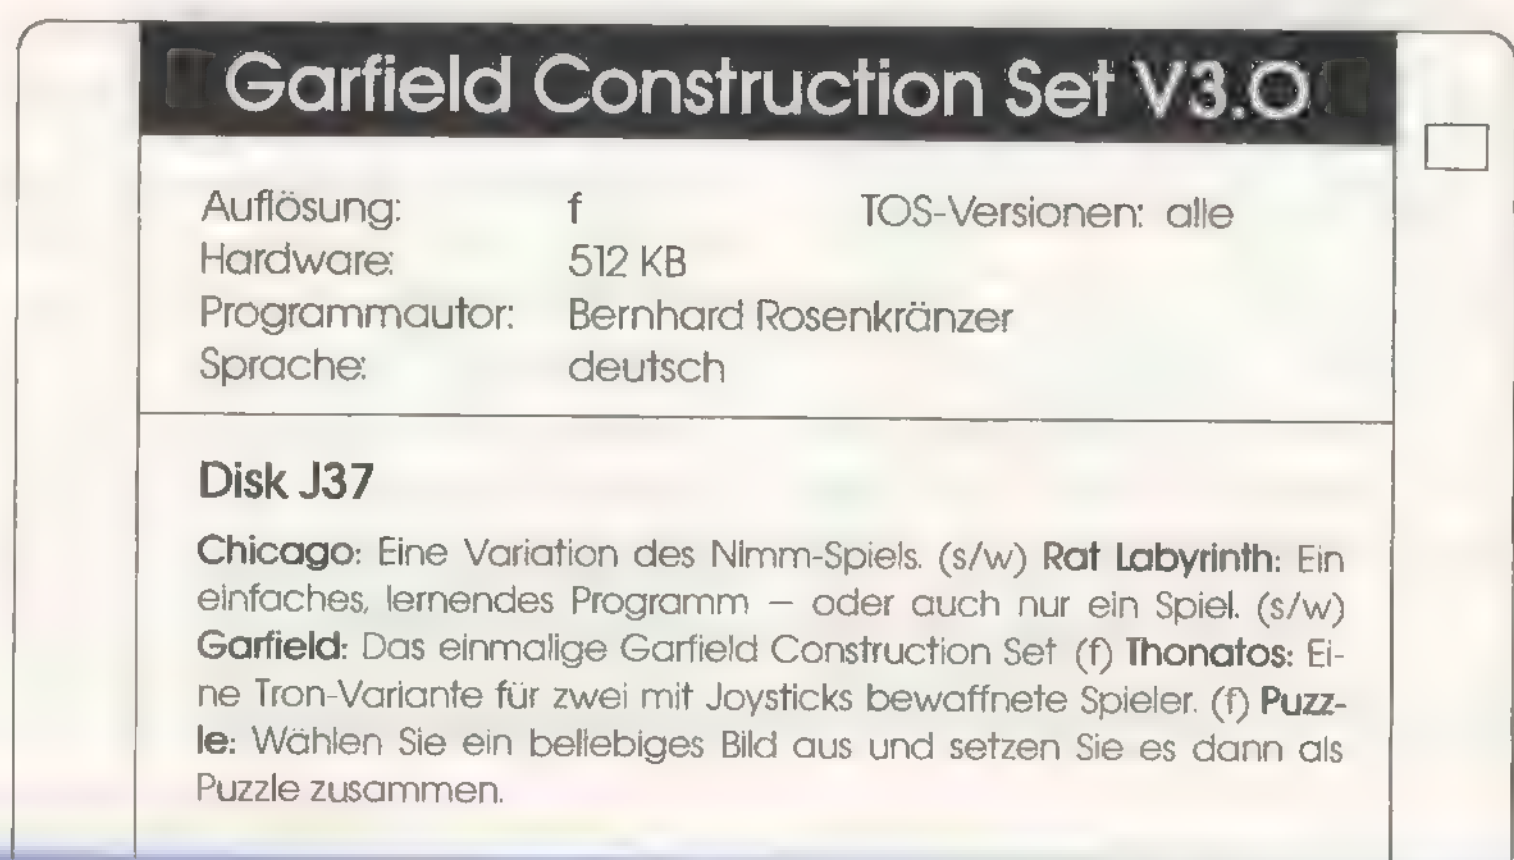 Garfield Construction Set V3.0
Auflösung: f TOS-Versionen: alle
Hardware: 512 KB
Programmautor: Bernhard Rosenkränzer
Sprache: deutsch
Disk J37
Chicago: Eine Variation des Nimm-Spiels. (s/w) Rat Labyrinth: Ein
einfaches, lernendes Programm – oder auch nur ein Spiel. (s/w)
Garfield: Das einmalige Garfield Construction Set (f) Thonatos: Ei-
ne Tron-Variante für zwei mit Joysticks bewaffnete Spieler. (f) Puzz-
le: Wählen Sie ein beliebiges Bild aus und setzen Sie es dann als
Puzzle zusammen.